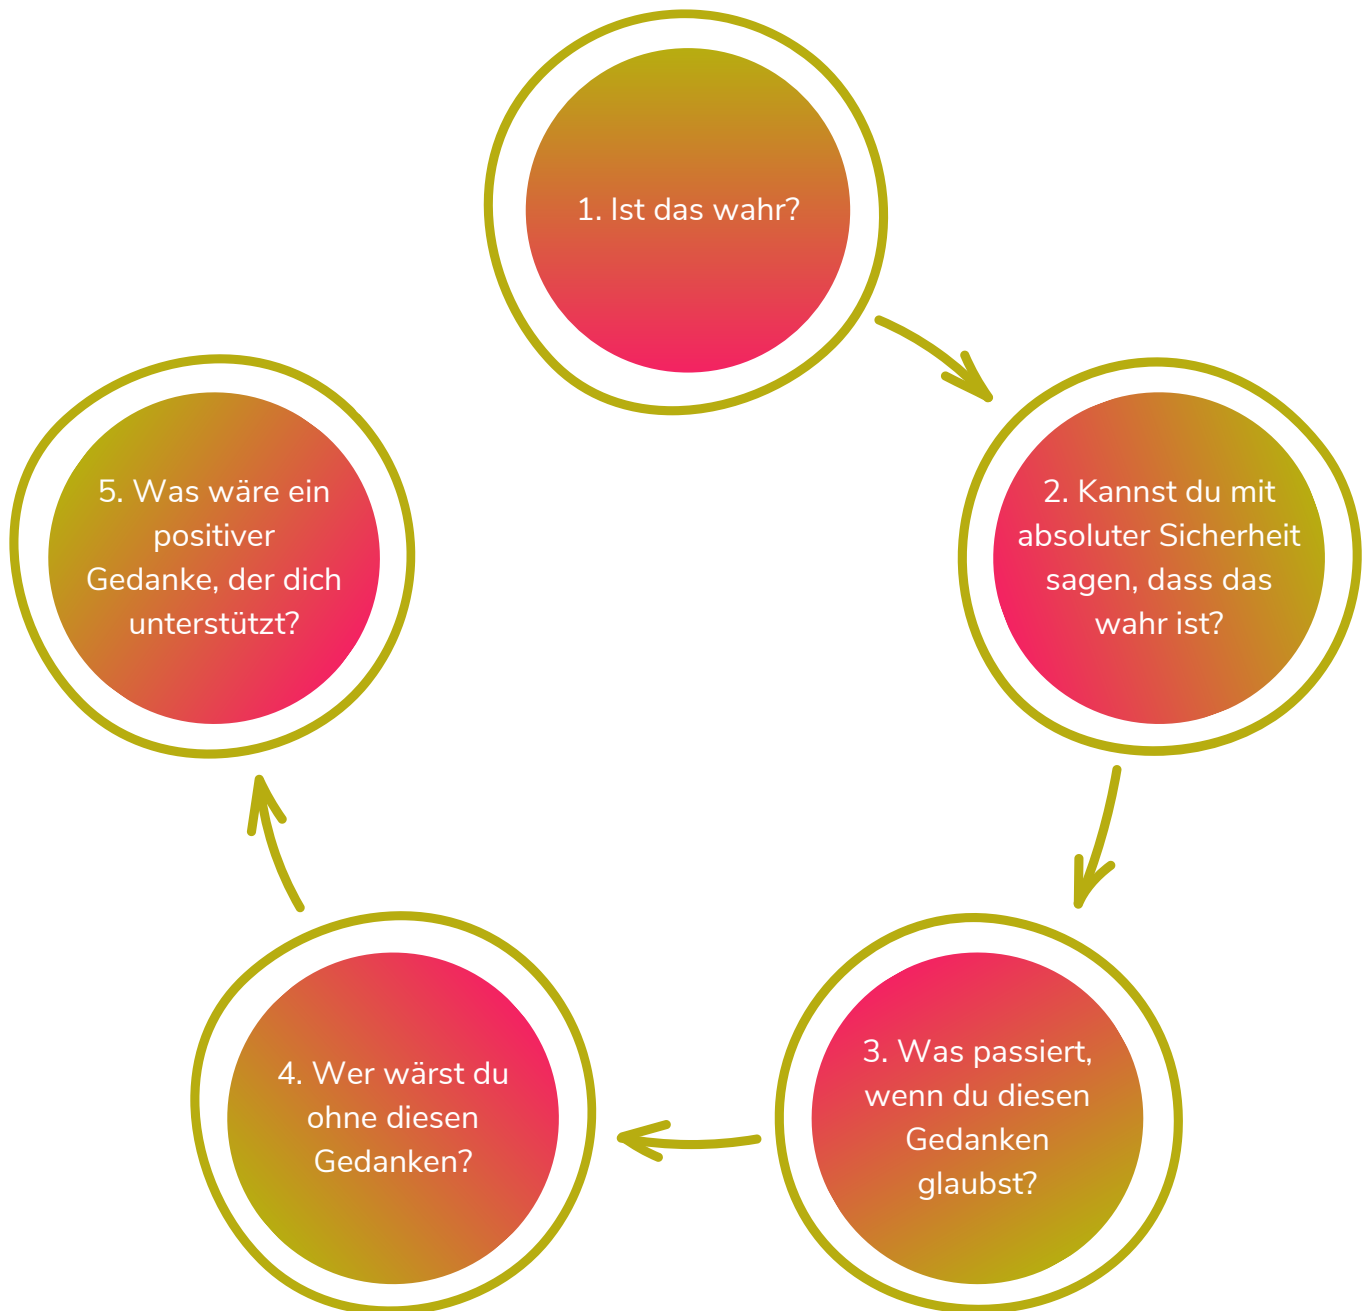 1. Ist das wahr?
2. Kannst du mit
absoluter Sicherheit
sagen, dass das
wahr ist?
3. Was passiert,
wenn du diesen
Gedanken
glaubst?
4. Wer wärst du
ohne diesen
Gedanken?
5. Was wäre ein
positiver
Gedanke, der dich
unterstützt?